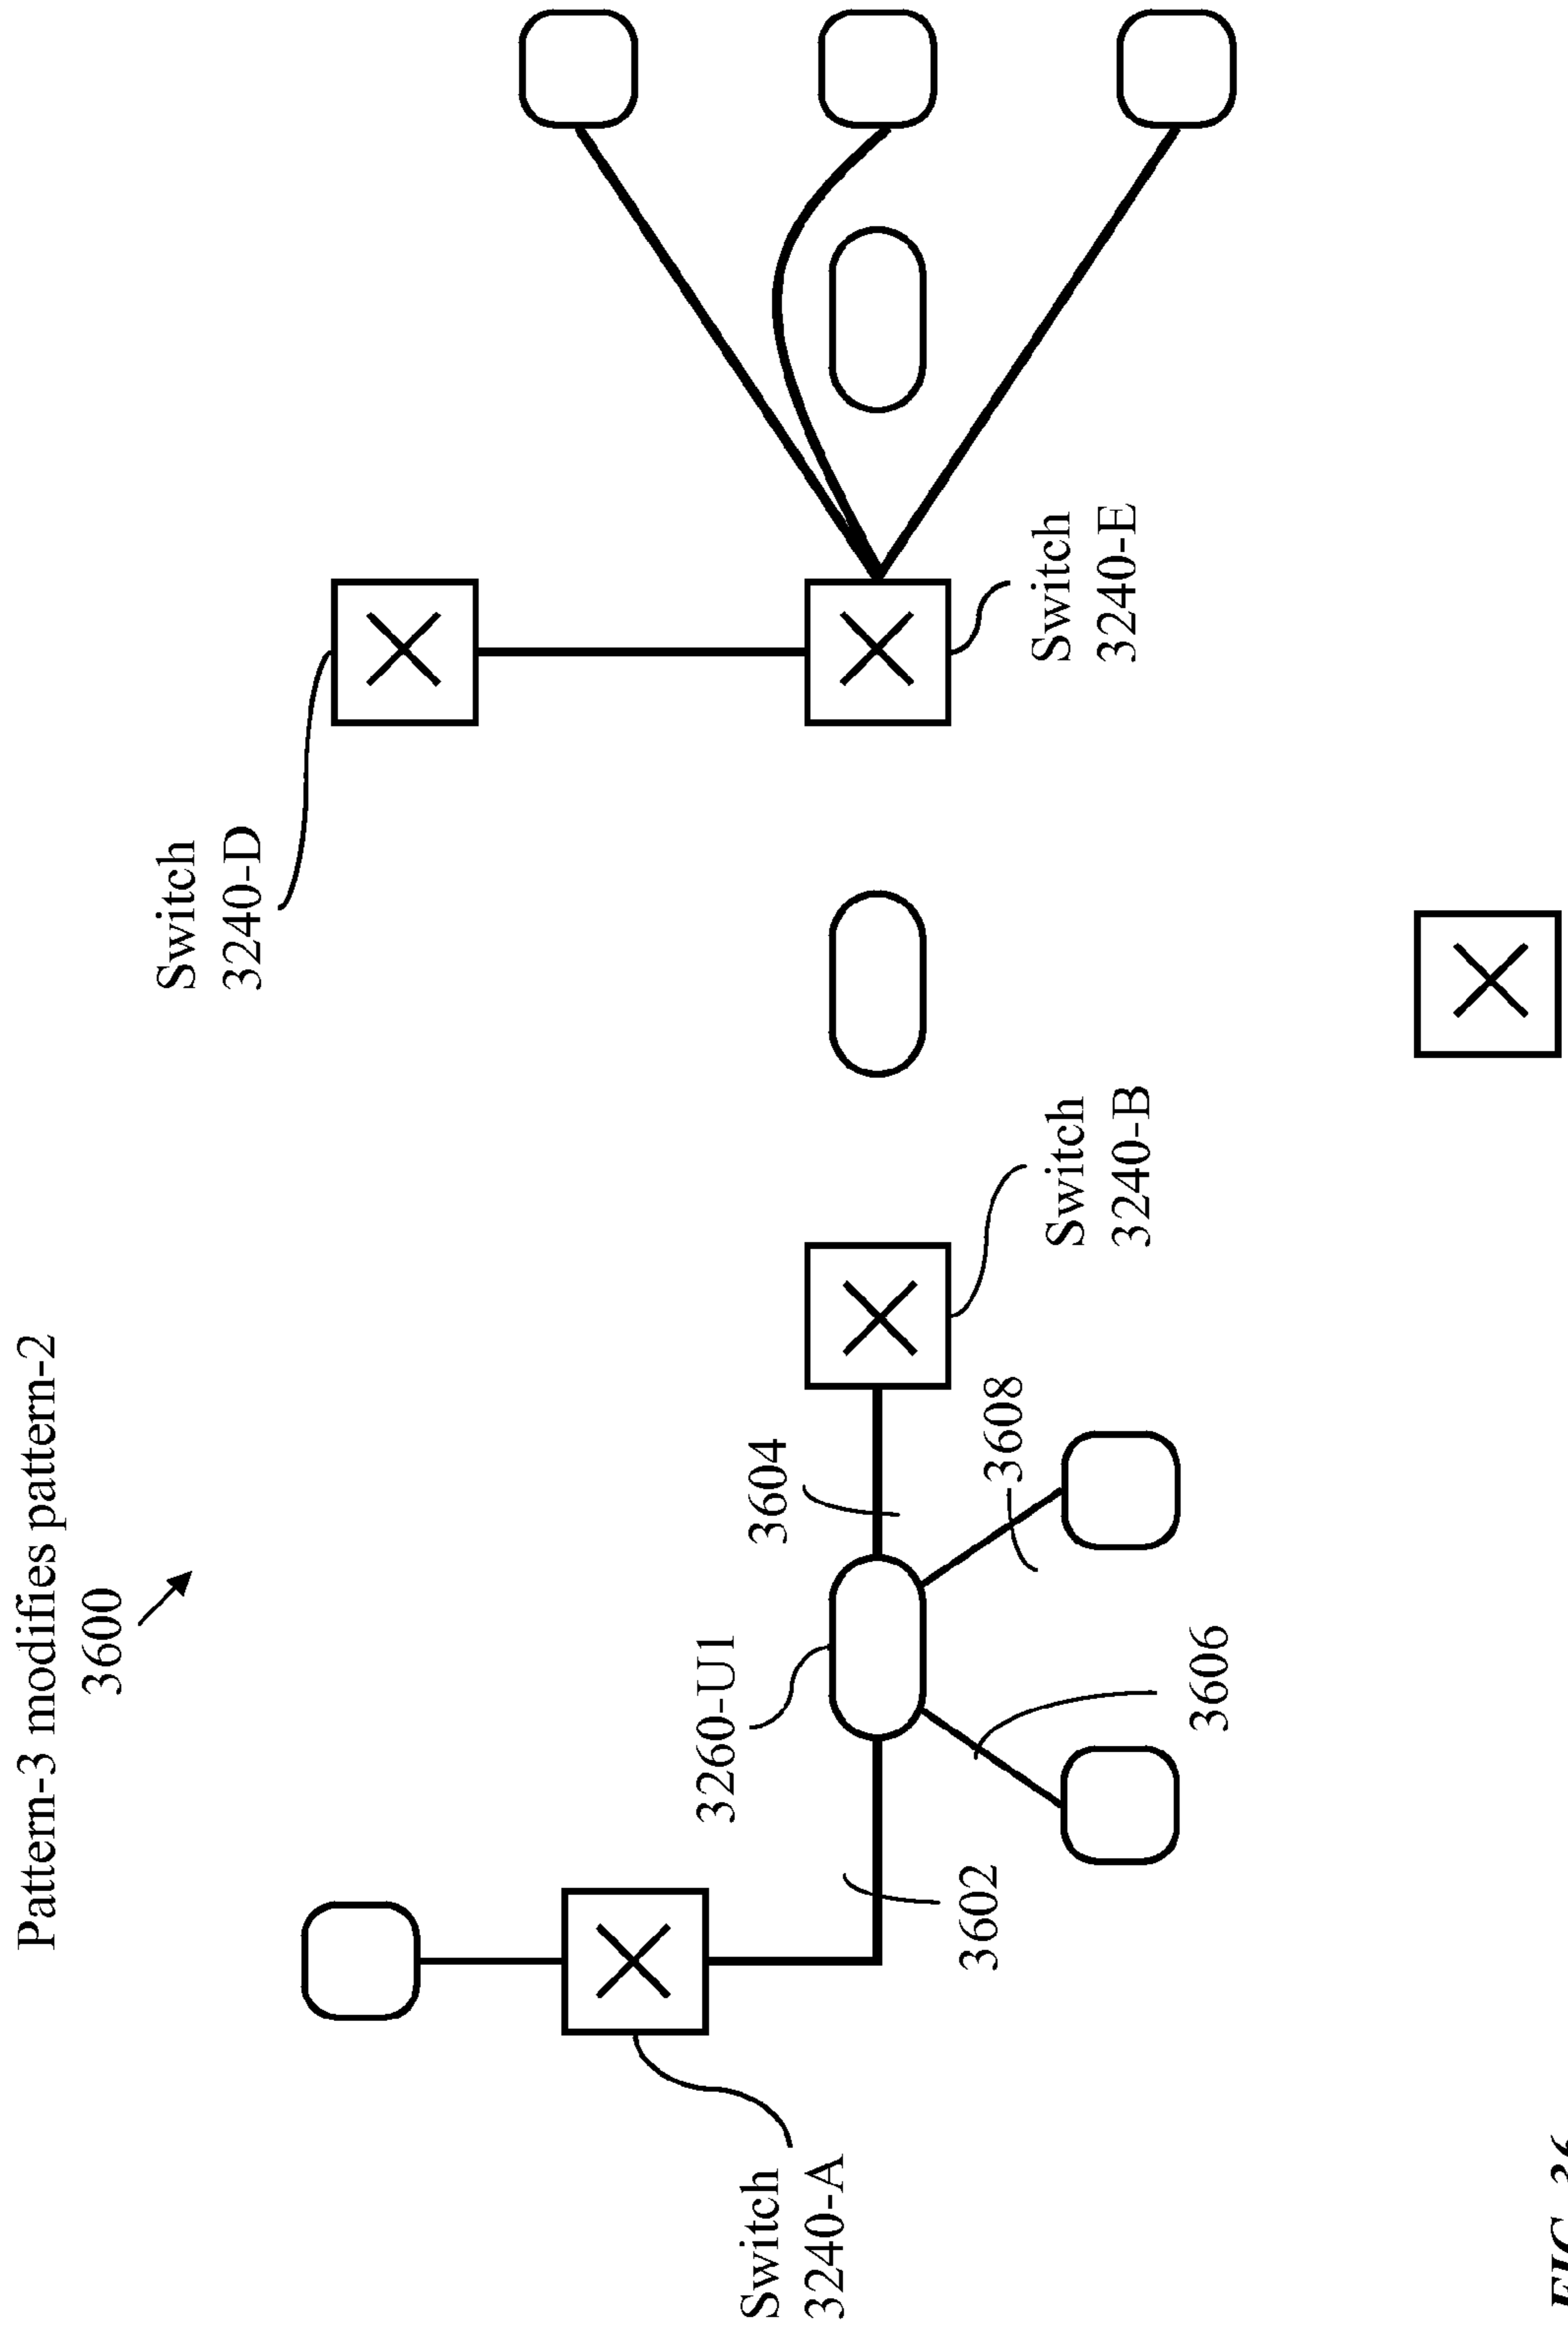 Pattern-3 modifies pattern-2
3600
Switch
3240-D
Switch
3240-A
3260-U1
3604
3602
3606
3608
Switch
3240-B
Switch
3240-E